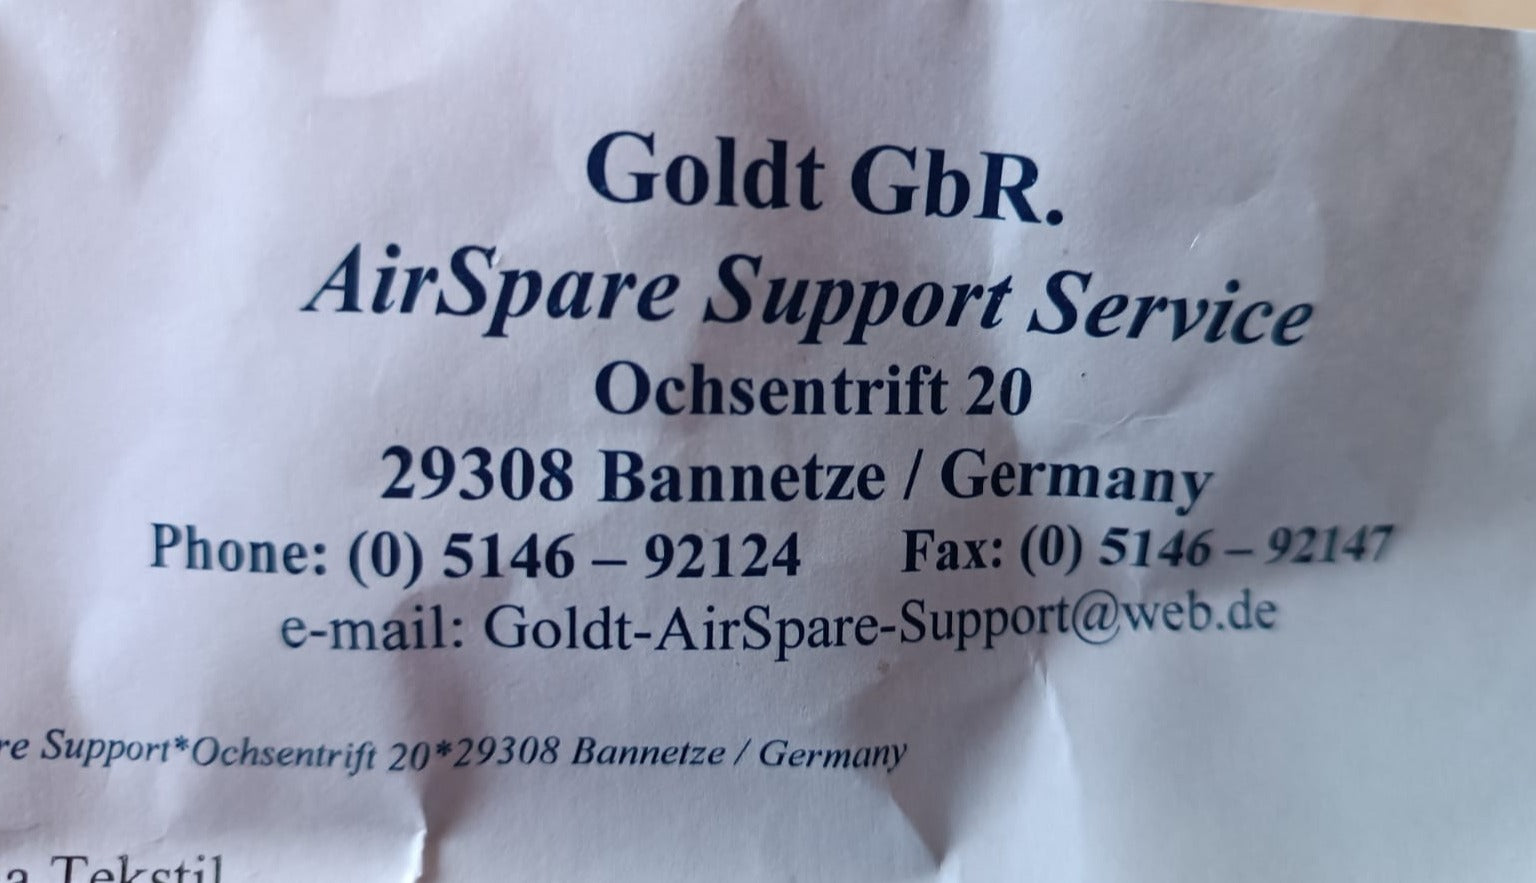 Goldt GbR.
AirSpare Support Service
Ochsentrift 20
29308 Bannetze / Germany
Phone: (0) 5146 – 92124 Fax: (0) 5146 – 92147
e-mail: Goldt-AirSpare-Support@web.de
re Support*Ochsentrift 20*29308 Bannetze / Germany
a Tekstil